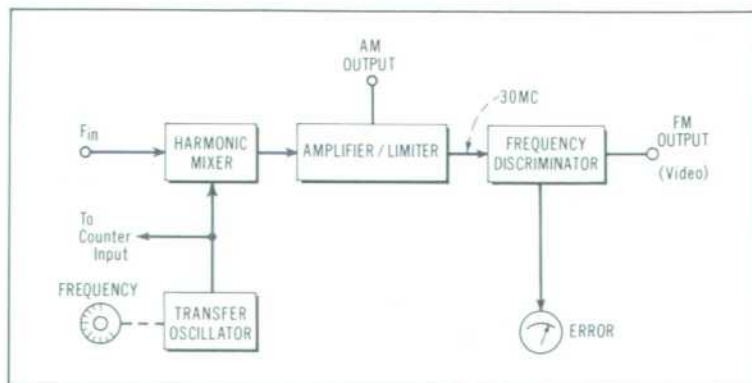 AM
OUTPUT
30MC
FM
OUTPUT
(Video)
Fin
HARMONIC
MIXER
AMPLIFIER / LIMITER
FREQUENCY
DISCRIMINATOR
To
Counter
Input
FREQUENCY
TRANSFER
OSCILLATOR
ERROR